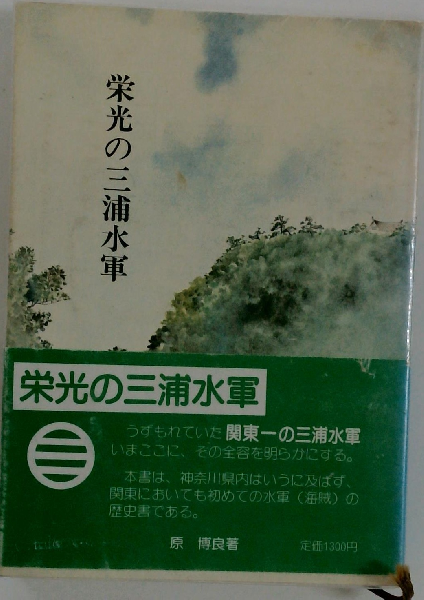 栄光の三浦水軍
栄光の三浦水軍
うずもれていた関東一の三浦水軍
いまここに、その全容を明らかにする。
本書は、神奈川県内はいうに及ばず、
関東においても初めての水軍（海賊）の
歴史書である。
原 博良著
定価1300円